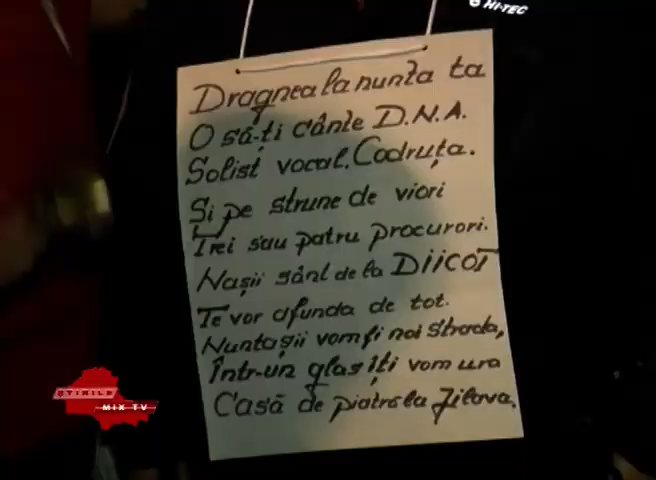 HI-TEC
Dragnea la nunta ta
O să-ți cânte D.N.A.
Solist vocal. Codruța.
Și pe strune de viori
Trei sau patru procurori.
Nașii sânt de la DIICOT
Te vor afunda de tot.
Nuntașii vom fi noi strada,
Într-un glas îți vom ura
Casă de piatra la Jilava.
ȘTIRILE
MIX TV